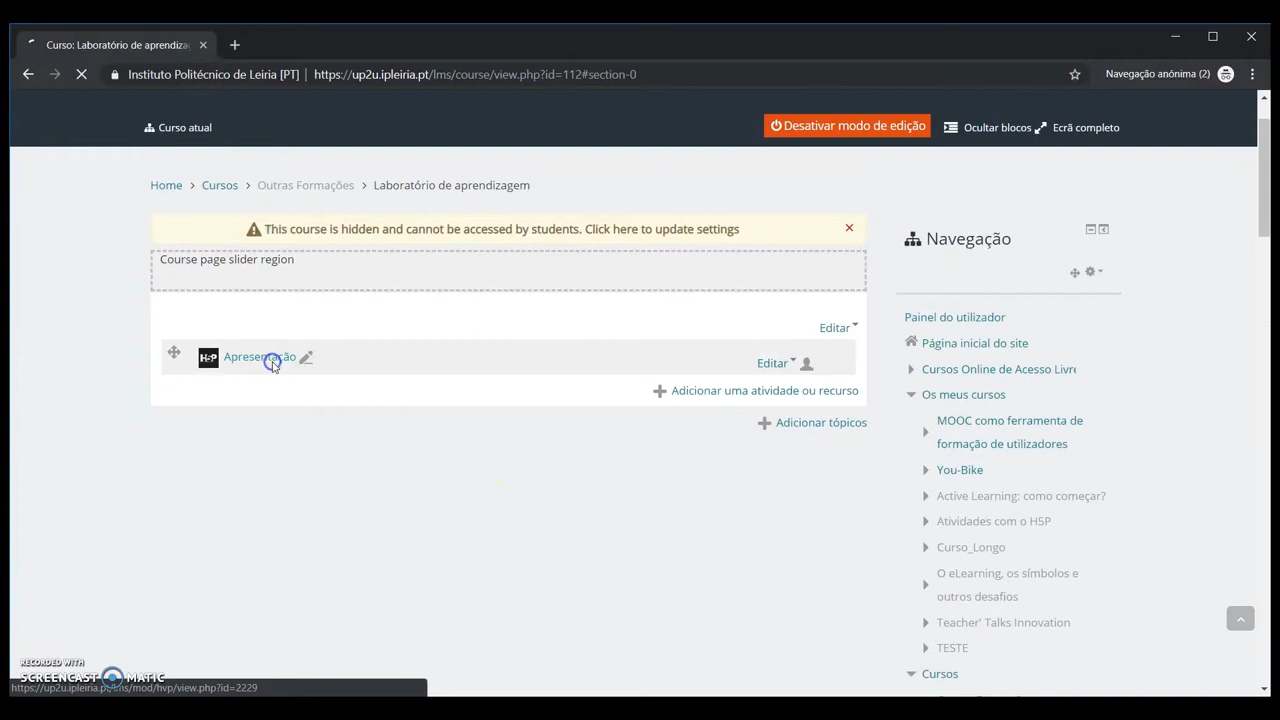 Curso: Laboratório de aprendiza
Instituto Politécnico de Leiria [PT] https://up2u.ipleiria.pt/lms/course/view.php?id=112#section-0 Navegação anónima (2)
Curso atual Desativar modo de edição Ocultar blocos Ecrã completo
Home Cursos Outras Formações Laboratório de aprendizagem
This course is hidden and cannot be accessed by students. Click here to update settings
Course page slider region
Editar
H-P Apresentação Editar
Adicionar uma atividade ou recurso
Adicionar tópicos
Navegação
Painel do utilizador
Página inicial do site
Cursos Online de Acesso Livre
Os meus cursos
MOOC como ferramenta de
formação de utilizadores
You-Bike
Active Learning: como começar?
Atividades com o H5P
Curso_Longo
O eLearning, os símbolos e
outros desafios
Teacher' Talks Innovation
TESTE
Cursos
RECORDED WITH
SCREENCAST MATIC
https://up2u.ipleiria.pt/lms/mod/hvp/view.php?id=2229